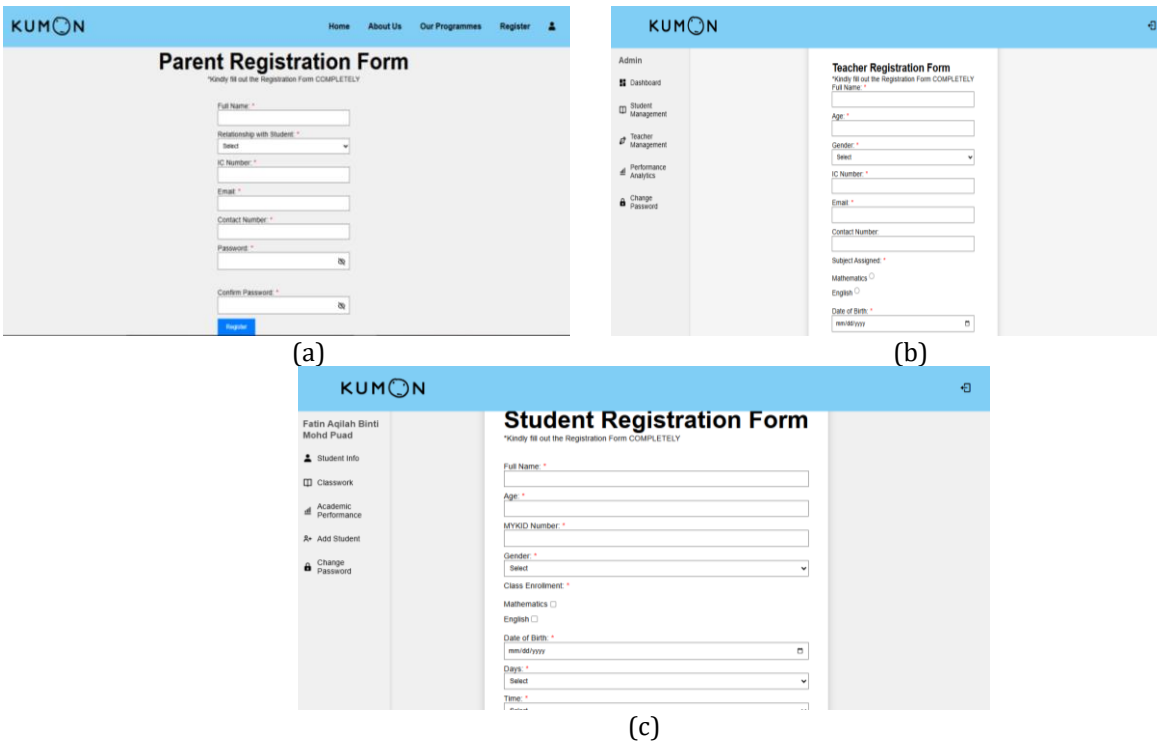 KUMON
Home About Us Our Programmes Register
Parent Registration Form
*Kindly fill out the Registration Form COMPLETELY
Full Name: *
Relationship with Student: *
Select
IC Number: *
Email: *
Contact Number: *
Password: *
Confirm Password: *
Register
(a)
KUMON
Admin
Dashboard
Student
Management
Teacher
Management
Performance
Analytics
Change
Password
Teacher Registration Form
*Kindly fill out the Registration Form COMPLETELY
Full Name: *
Age: *
Gender: *
Select
IC Number: *
Email: *
Contact Number:
Subject Assigned: *
Mathematics
English
Date of Birth: *
mm/dd/yyyy
(b)
KUMON
Fatin Aqilah Binti
Mohd Puad
Student Info
Classwork
Academic
Performance
Add Student
Change
Password
Student Registration Form
*Kindly fill out the Registration Form COMPLETELY
Full Name: *
Age: *
MYKID Number: *
Gender: *
Select
Class Enrollment: *
Mathematics
English
Date of Birth: *
mm/dd/yyyy
Days: *
Select
Time: *
(c)